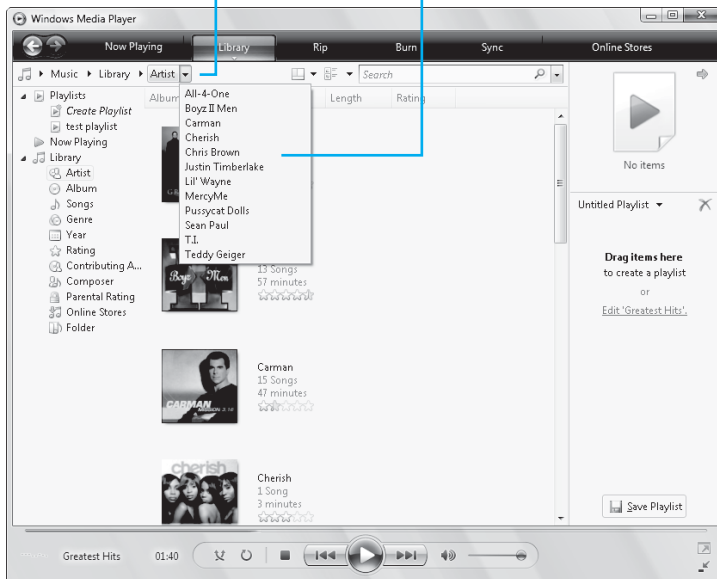 Windows Media Player
Now Playing Library Rip Burn Sync Online Stores
Music Library Artist Search
Playlists
Create Playlist
test playlist
Now Playing
Library
Artist
Album
Songs
Genre
Year
Rating
Contributing A...
Composer
Parental Rating
Online Stores
Folder
Album Length Rating
All-4-One
Boyz II Men
Carman
Cherish
Chris Brown
Justin Timberlake
Lil' Wayne
MercyMe
Pussycat Dolls
Sean Paul
T.I.
Teddy Geiger
Boyz Men
13 Songs
57 minutes
CARMAN
Carman
15 Songs
47 minutes
cherish
Cherish
1 Song
3 minutes
No items
Untitled Playlist
Drag items here
to create a playlist
or
Edit 'Greatest Hits'.
Save Playlist
Greatest Hits 01:40